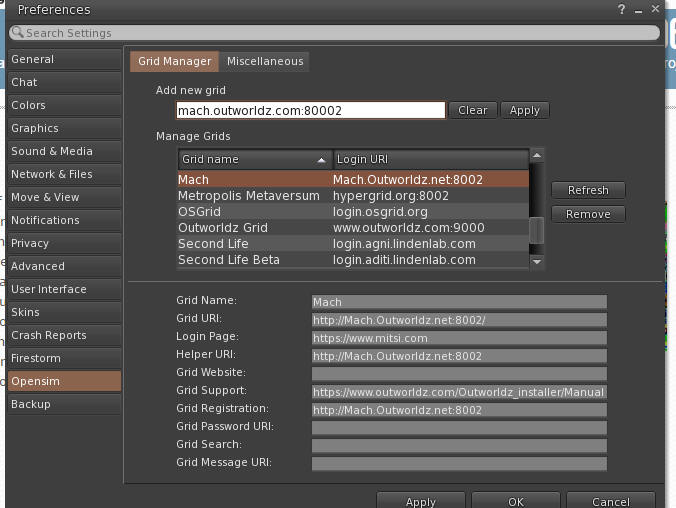 Preferences
? _ ×
Search Settings
General
Chat
Colors
Graphics
Sound & Media
Network & Files
Move & View
Notifications
Privacy
Advanced
User Interface
Skins
Crash Reports
Firestorm
Opensim
Backup
Grid Manager Miscellaneous
Add new grid
mach.outworldz.com:80002 Clear Apply
Manage Grids
Grid name Login URI
Mach Mach.Outworldz.net:8002
Metropolis Metaversum hypergrid.org:8002
OSGrid login.osgrid.org
Outworldz Grid www.outworldz.com:9000
Second Life login.agni.lindenlab.com
Second Life Beta login.aditi.lindenlab.com
Refresh
Remove
Grid Name: Mach
Grid URI: http://Mach.Outworldz.net:8002/
Login Page: https://www.mitsi.com
Helper URI: http://Mach.Outworldz.net:8002
Grid Website:
Grid Support: https://www.outworldz.com/Outworldz_installer/Manual
Grid Registration: http://Mach.Outworldz.net:8002
Grid Password URI:
Grid Search:
Grid Message URI:
Apply OK Cancel